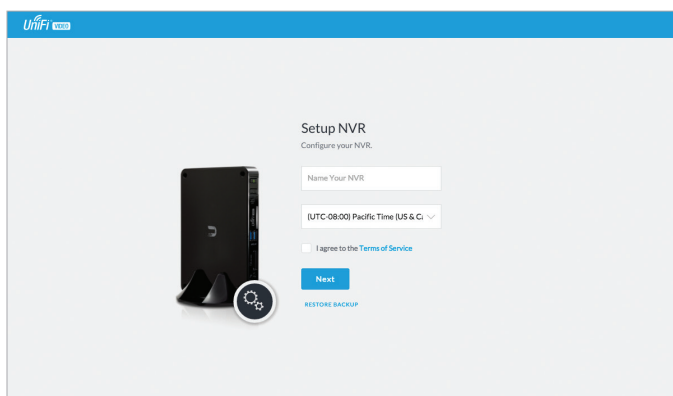 UniFi VIDEO
Setup NVR
Configure your NVR.
Name Your NVR
(UTC-08:00) Pacific Time (US & Ca
I agree to the Terms of Service
Next
RESTORE BACKUP